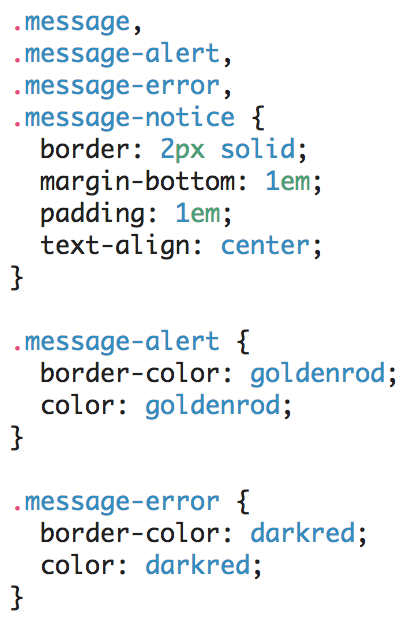 .message,
.message-alert,
.message-error,
.message-notice {
  border: 2px solid;
  margin-bottom: 1em;
  padding: 1em;
  text-align: center;
}

.message-alert {
  border-color: goldenrod;
  color: goldenrod;
}

.message-error {
  border-color: darkred;
  color: darkred;
}